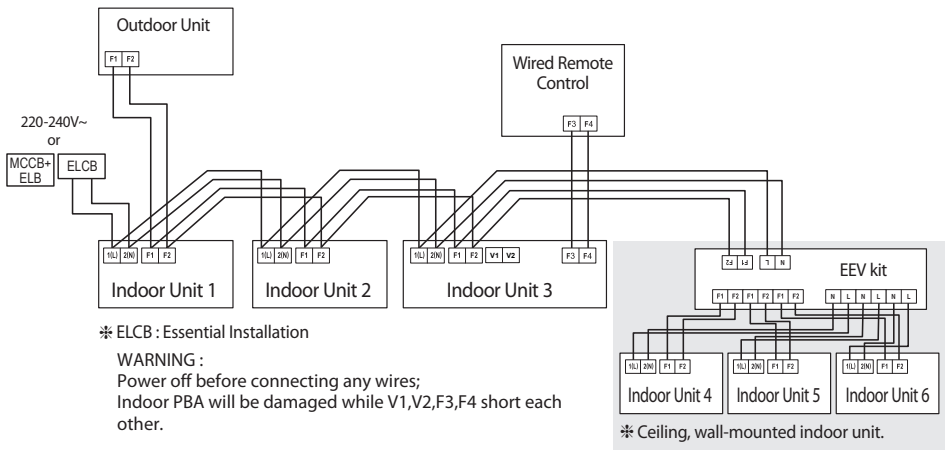 Outdoor Unit
F1 F2
Wired Remote
Control
F3 F4
220-240V~
or
MCCB+
ELB
ELCB
1(L) 2(N) F1 F2
Indoor Unit 1
1(L) 2(N) F1 F2
Indoor Unit 2
1(L) 2(N) F1 F2 V1 V2 F3 F4
Indoor Unit 3
F2 F1 L N
EEV kit
F1 F2 F1 F2 F1 F2 N L N L N L
1(L) 2(N) F1 F2
Indoor Unit 4
1(L) 2(N) F1 F2
Indoor Unit 5
1(L) 2(N) F1 F2
Indoor Unit 6
❈ Ceiling, wall-mounted indoor unit.
❈ ELCB : Essential Installation
WARNING :
Power off before connecting any wires;
Indoor PBA will be damaged while V1,V2,F3,F4 short each
other.